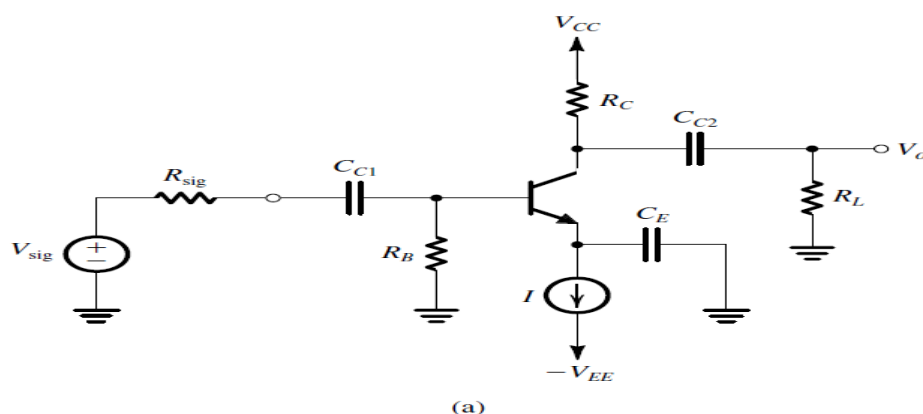 V_CC
R_C
C_C2
V_o
C_C1
R_sig
R_L
C_E
V_sig
+
−
R_B
I
−V_EE
(a)